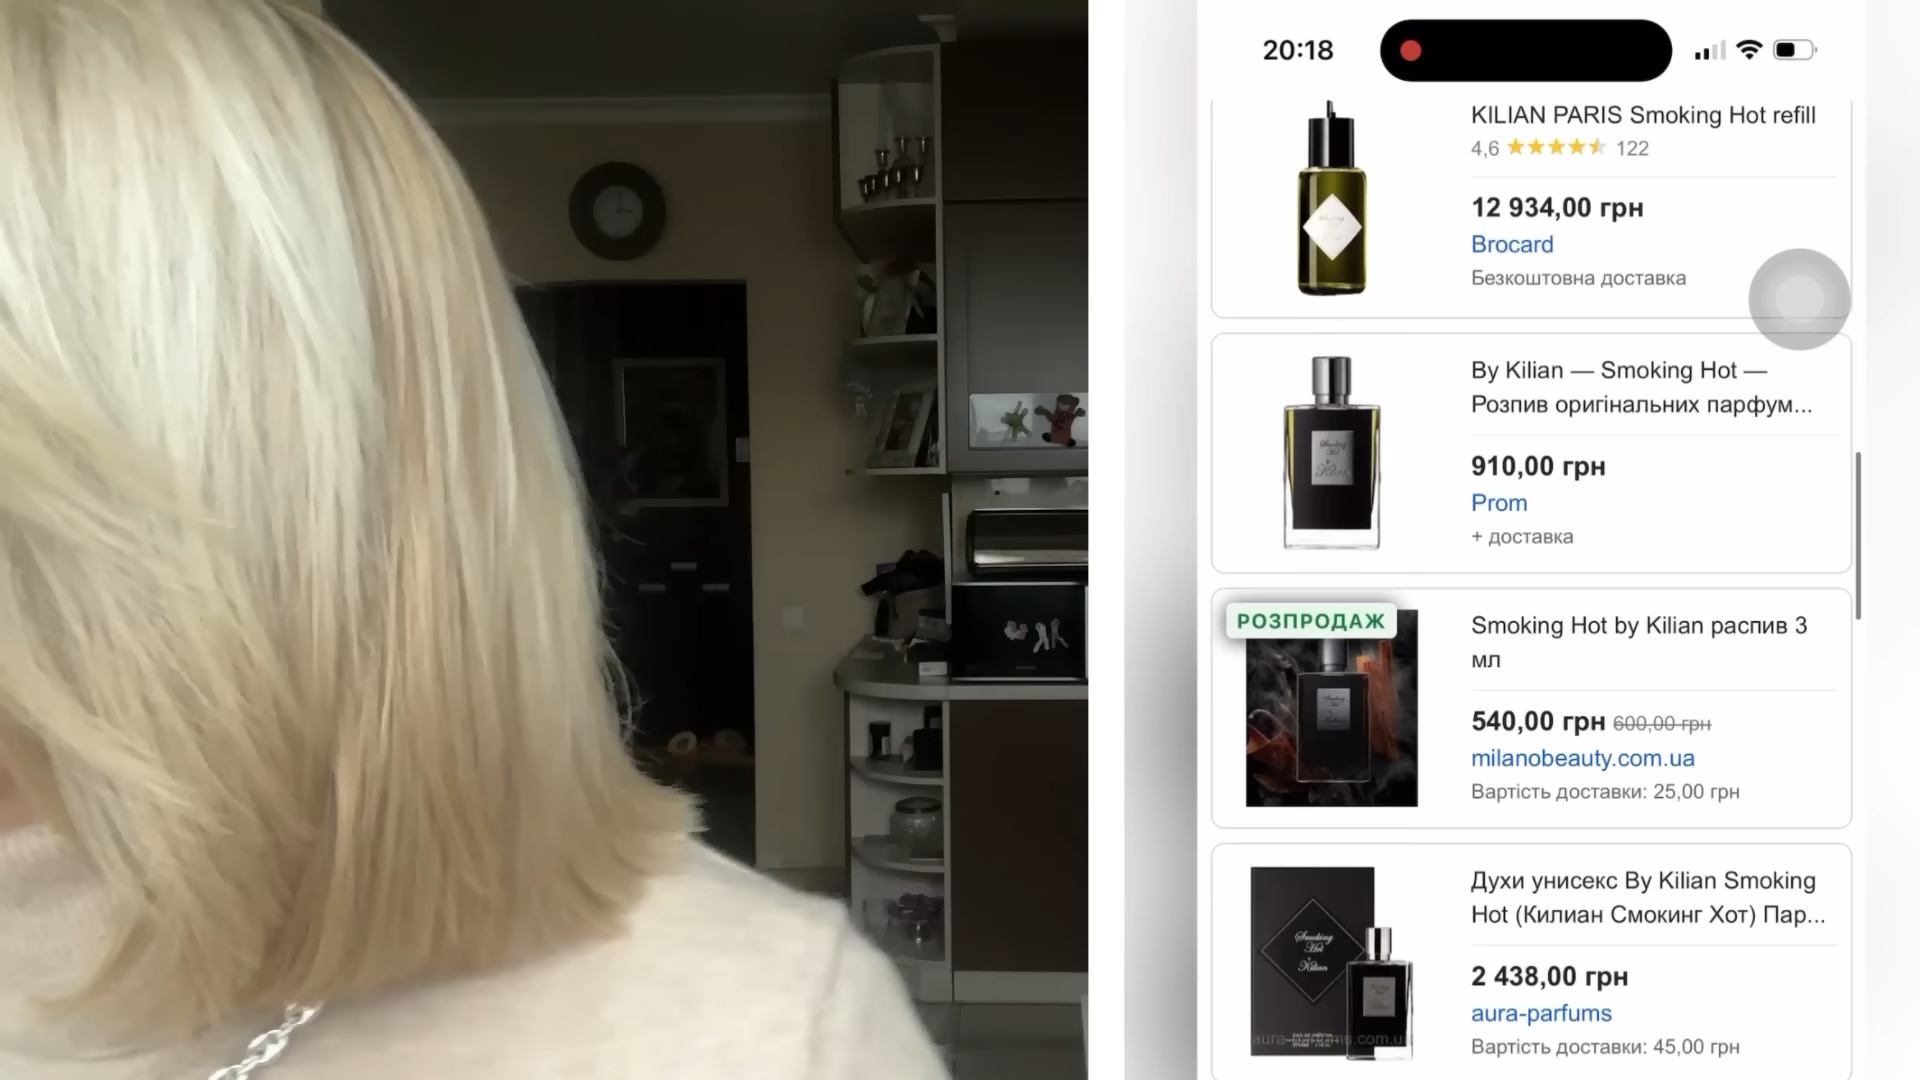 20:18
KILIAN PARIS Smoking Hot refill
4,6 122
12 934,00 грн
Brocard
Безкоштовна доставка
By Kilian — Smoking Hot —
Розпив оригінальних парфум...
910,00 грн
Prom
+ доставка
РОЗПРОДАЖ
Smoking Hot by Kilian распив 3
мл
540,00 грн 600,00 грн
milanobeauty.com.ua
Вартість доставки: 25,00 грн
Духи унисекс By Kilian Smoking
Hot (Килиан Смокинг Хот) Пар...
2 438,00 грн
aura-parfums
Вартість доставки: 45,00 грн
Smoking
Hot
Kilian